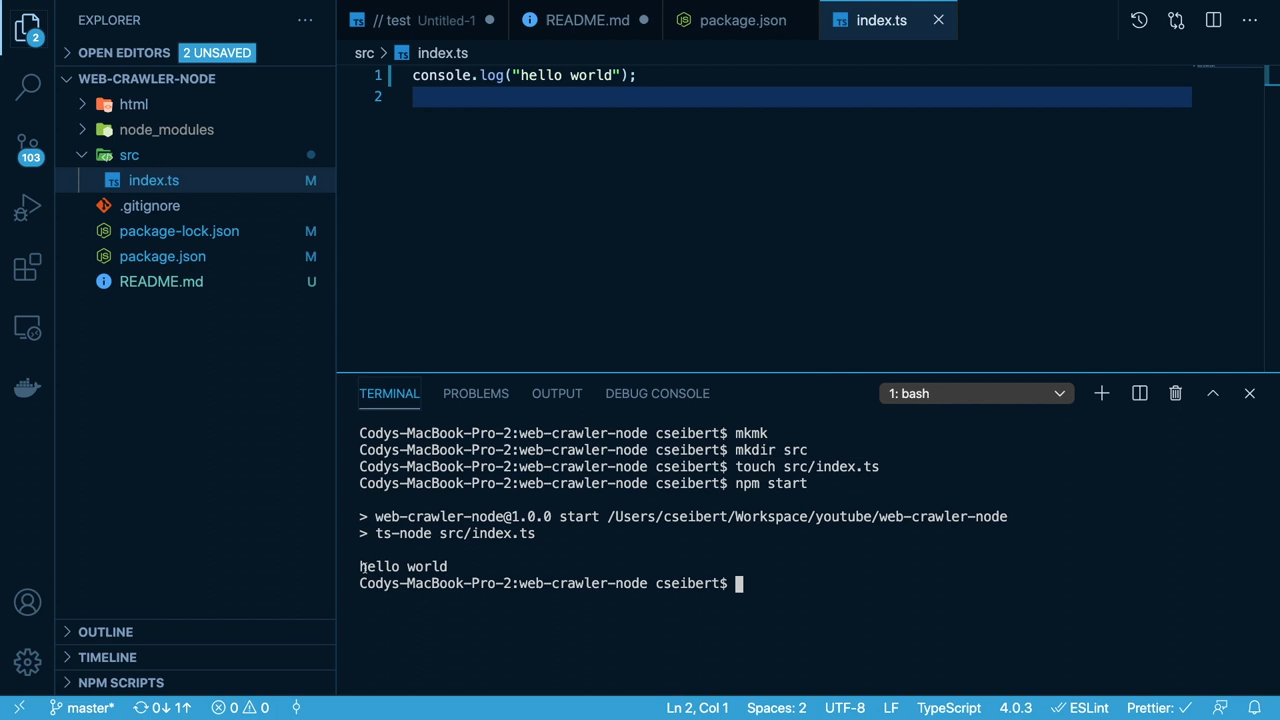 EXPLORER
2
OPEN EDITORS 2 UNSAVED
WEB-CRAWLER-NODE
html
node_modules
src
index.ts M
.gitignore
package-lock.json M
package.json M
README.md U
103
OUTLINE
TIMELINE
NPM SCRIPTS
TS // test Untitled-1
README.md
package.json
TS index.ts
src > TS index.ts
1 console.log("hello world");
2
TERMINAL PROBLEMS OUTPUT DEBUG CONSOLE 1: bash
Codys-MacBook-Pro-2:web-crawler-node cseibert$ mkmk
Codys-MacBook-Pro-2:web-crawler-node cseibert$ mkdir src
Codys-MacBook-Pro-2:web-crawler-node cseibert$ touch src/index.ts
Codys-MacBook-Pro-2:web-crawler-node cseibert$ npm start
> web-crawler-node@1.0.0 start /Users/cseibert/Workspace/youtube/web-crawler-node
> ts-node src/index.ts
hello world
Codys-MacBook-Pro-2:web-crawler-node cseibert$
master* 0↓ 1↑ 0 0 Ln 2, Col 1 Spaces: 2 UTF-8 LF TypeScript 4.0.3 ESLint Prettier: ✓